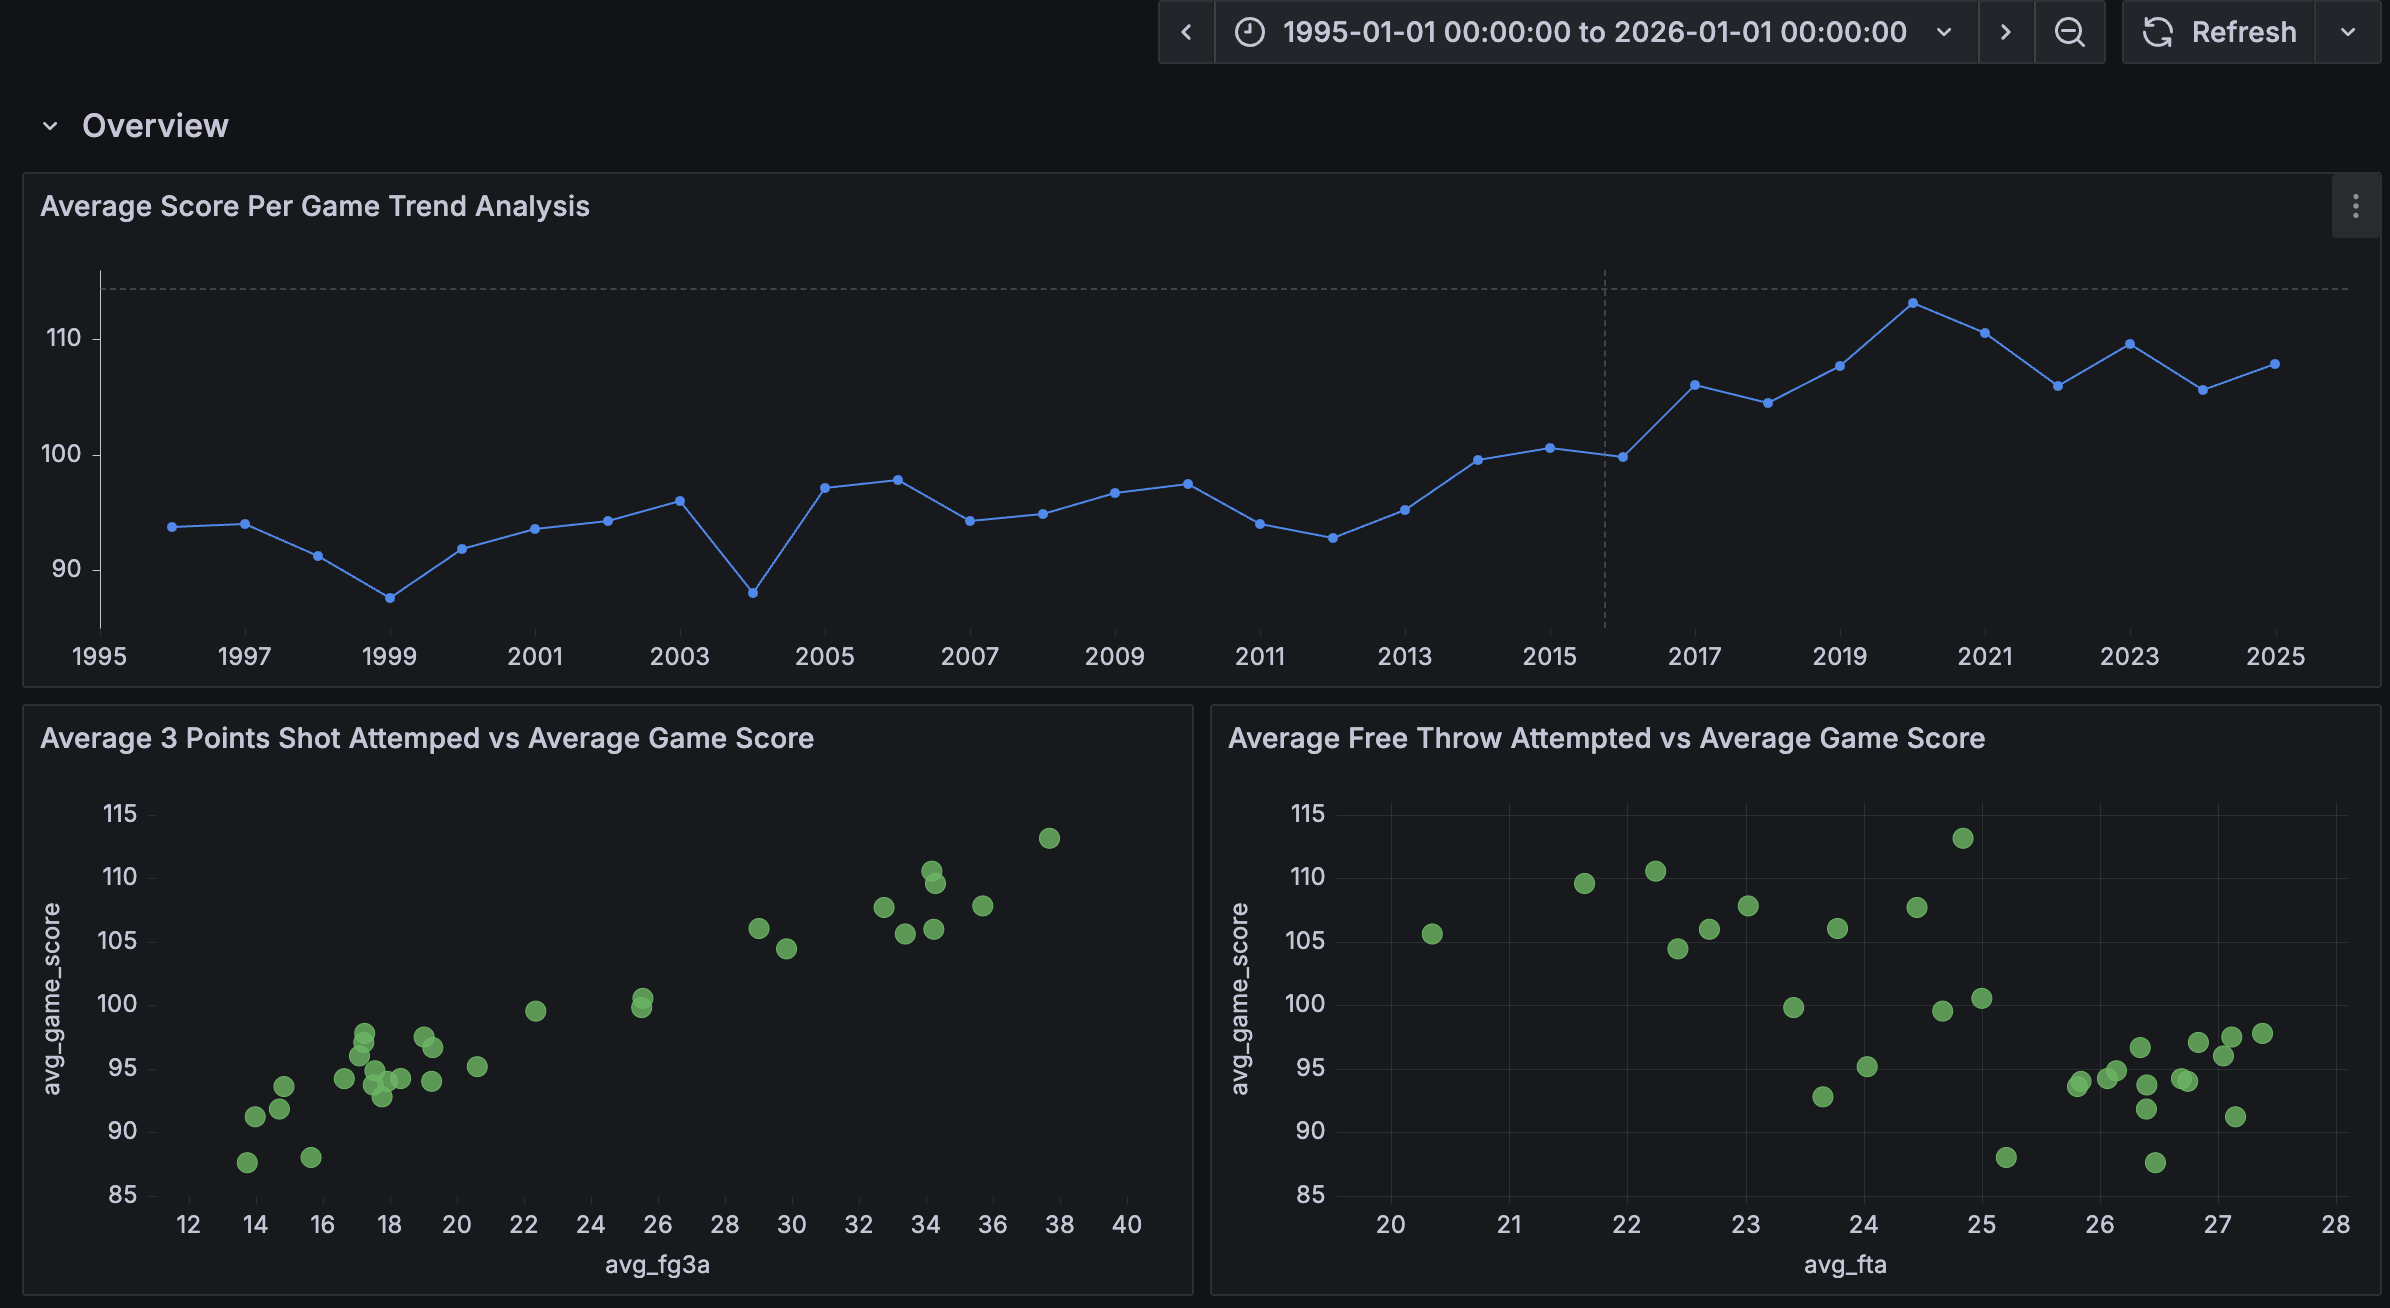 1995-01-01 00:00:00 to 2026-01-01 00:00:00
Refresh
Overview
Average Score Per Game Trend Analysis
110
100
90
1995 1997 1999 2001 2003 2005 2007 2009 2011 2013 2015 2017 2019 2021 2023 2025
Average 3 Points Shot Attemped vs Average Game Score
115
110
105
100
95
90
85
avg_game_score
12 14 16 18 20 22 24 26 28 30 32 34 36 38 40
avg_fg3a
Average Free Throw Attempted vs Average Game Score
115
110
105
100
95
90
85
avg_game_score
20 21 22 23 24 25 26 27 28
avg_fta